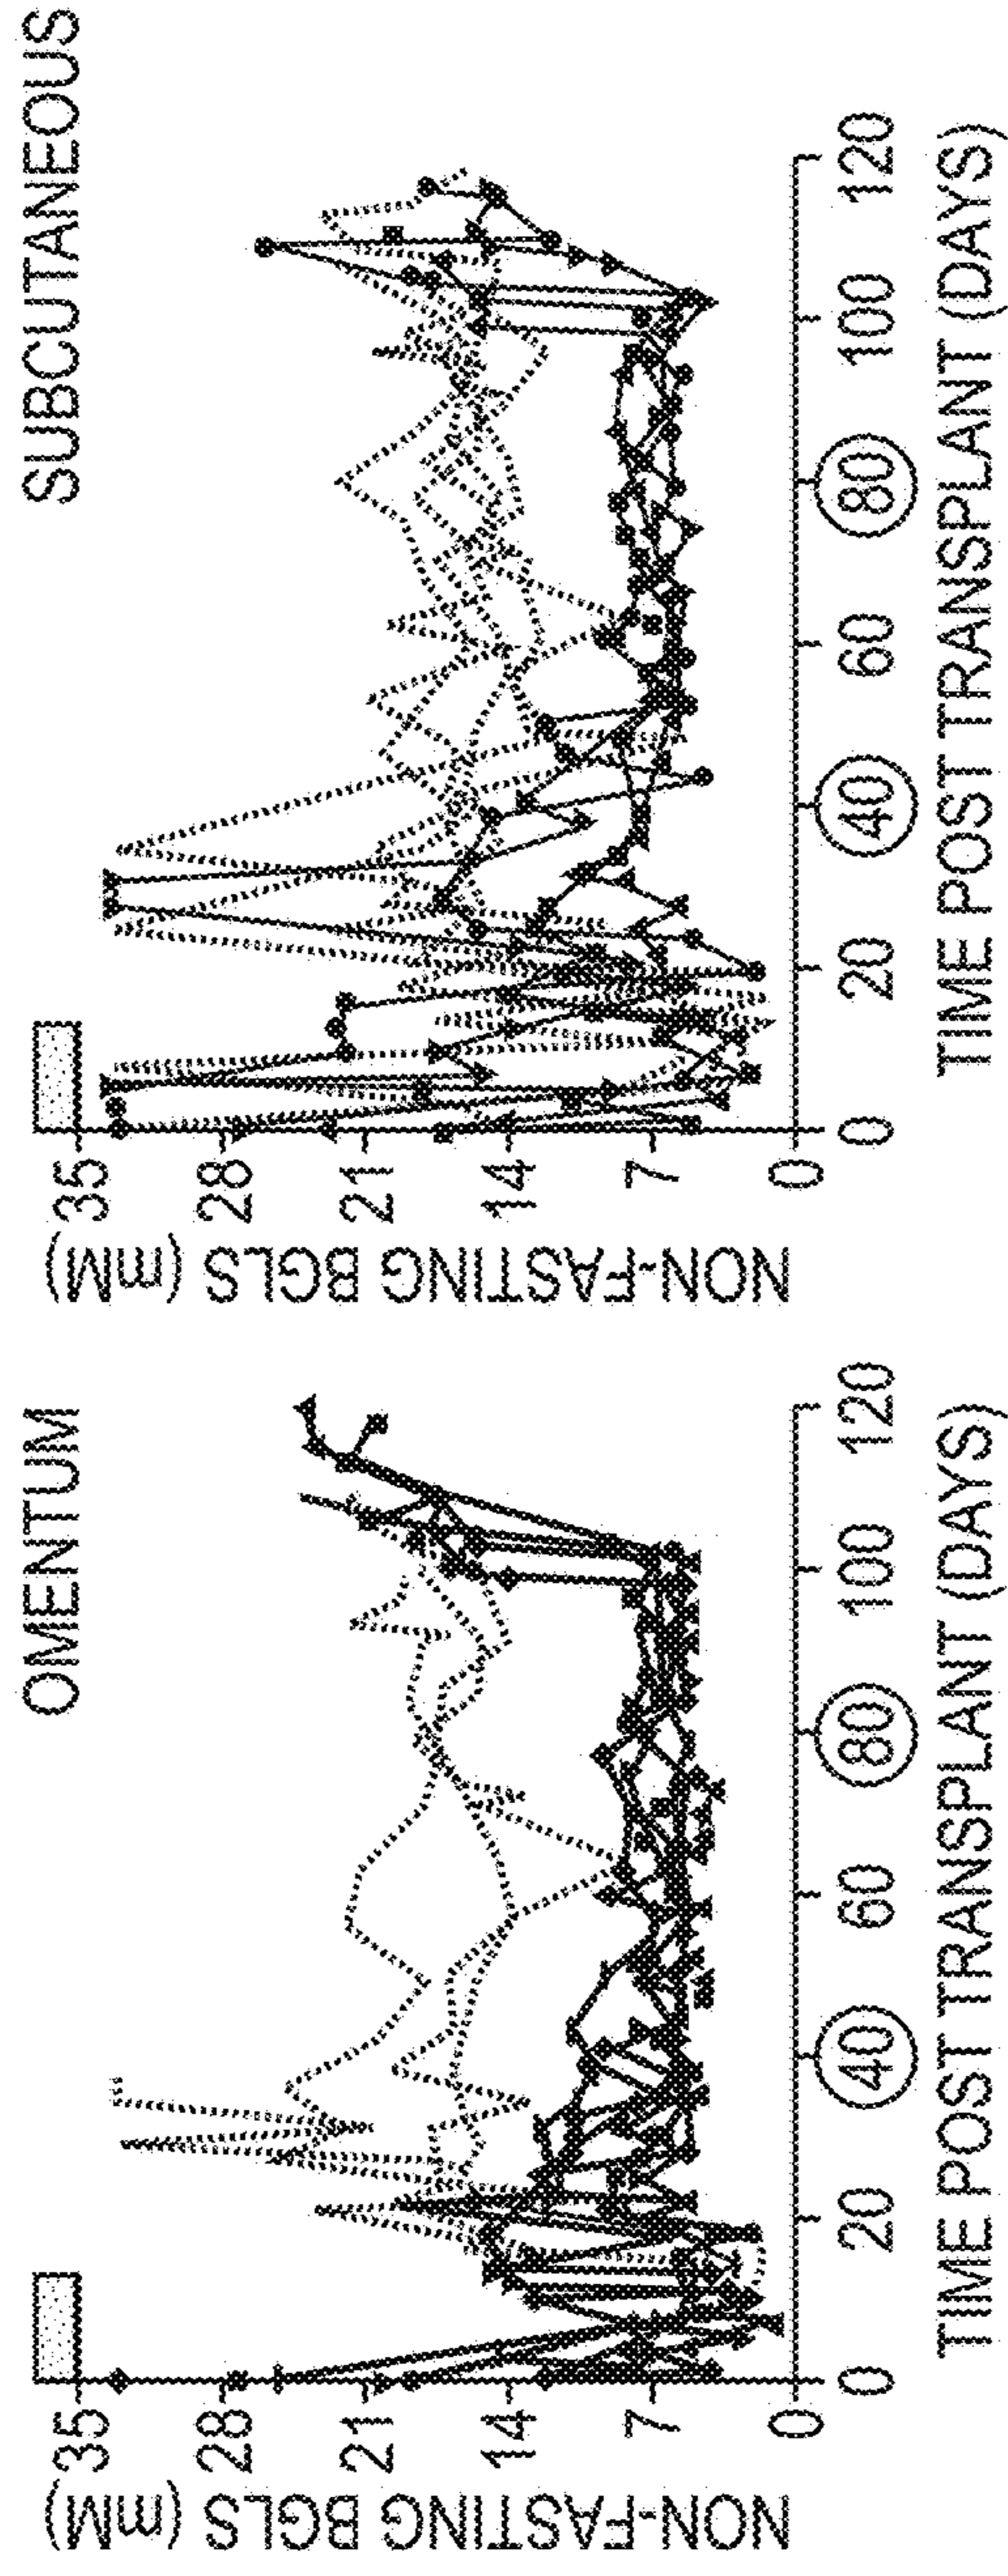 OMENTUM
NON-FASTING BGLS (mM)
35
28
21
14
7
0
0 20 40 60 80 100 120
TIME POST TRANSPLANT (DAYS)
SUBCUTANEOUS
NON-FASTING BGLS (mM)
35
28
21
14
7
0
0 20 40 60 80 100 120
TIME POST TRANSPLANT (DAYS)